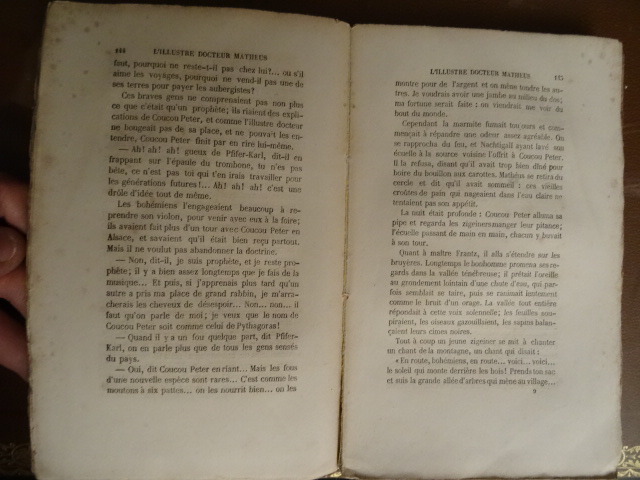 L'ILLUSTRE DOCTEUR MATHEUS
faut, pourquoi ne reste-t-il pas chez lui?... ou s'il
aime les voyages, pourquoi ne vend-il pas une de
ses terres pour payer les aubergistes?
Ces braves gens ne comprenaient pas non plus
ce que c'était qu'un prophète; ils riaient des expli-
cations de Coucou Peter, et comme l'illustre docteur
ne bougeait pas de sa place, et ne pouvait les en-
tendre, Coucou Peter finit par en rire lui-même.
— Ah! ah! ah! gueux de Pfifer-Karl, dit-il en
frappant sur l'épaule du trombone, tu n'es pas
bête, ce n'est pas toi qui t'en irais travailler pour
les générations futures!... Ah! ah! ah! c'est une
drôle d'idée tout de même.
Les bohémiens l'engageaient beaucoup à re-
prendre son violon, pour venir avec eux à la foire;
ils avaient fait plus d'un tour avec Coucou Peter en
Alsace, et savaient qu'il était bien reçu partout.
Mais il ne voulut pas abandonner la doctrine.
— Non, dit-il, je suis prophète, et je reste pro-
phète; il y a bien assez longtemps que je fais de la
musique... Et puis, si j'apprenais plus tard qu'un
autre a pris ma place de grand rabbin, je m'arra-
cherais les cheveux de désespoir... Non... non... il
faut qu'on parle de moi; je veux que le nom de
Coucou Peter soit comme celui de Pythagoras!
— Quand il y a un fou quelque part, dit Pfifer-
Karl, on en parle plus que de tous les gens sensés
du pays.
— Oui, dit Coucou Peter en riant... Mais les fous
d'une nouvelle espèce sont rares... C'est comme les
moutons à six pattes... on les nourrit bien... on les
L'ILLUSTRE DOCTEUR MATHEUS
montre pour de l'argent et on mène tondre les au-
tres. Je voudrais avoir une jambe au milieu du dos;
ma fortune serait faite: on viendrait me voir du
bout du monde.
Cependant la marmite fumait toujours et com-
mençait à répandre une odeur assez agréable. On
se rapprocha du feu, et Nachtigall ayant lavé son
écuelle à la source voisine l'offrit à Coucou Peter.
Il la refusa, disant qu'il avait trop bien dîné pour
boire du bouillon aux carottes. Mathéus se retira du
cercle et dit qu'il avait sommeil: ces vieilles
croûtes de pain qui nageaient dans l'eau claire ne
tentaient pas son appétit.
La nuit était profonde: Coucou Peter alluma sa
pipe et regarda les zigeiners manger leur pitance;
l'écuelle passant de main en main, chacun y buvait
à son tour.
Quant à maître Frantz, il alla s'étendre sur les
bruyères. Longtemps le bonhomme promena ses re-
gards dans la vallée ténébreuse; il prêtait l'oreille
au grondement lointain d'une chute d'eau, qui par-
fois semblait se taire, puis se ranimait lentement
comme le bruit d'un orage. La vallée tout entière
répondait à cette voix solennelle; les feuilles sou-
piraient, les oiseaux gazouillaient, les sapins balan-
çaient leurs cimes noires.
Tout à coup un jeune zigeiner se mit à chanter
un chant de la montagne, un chant qui disait:
« En route, bohémiens, en route... voici... voici...
le soleil qui monte derrière les bois! Prends ton sac
et suis la grande allée d'arbres qui mène au village...